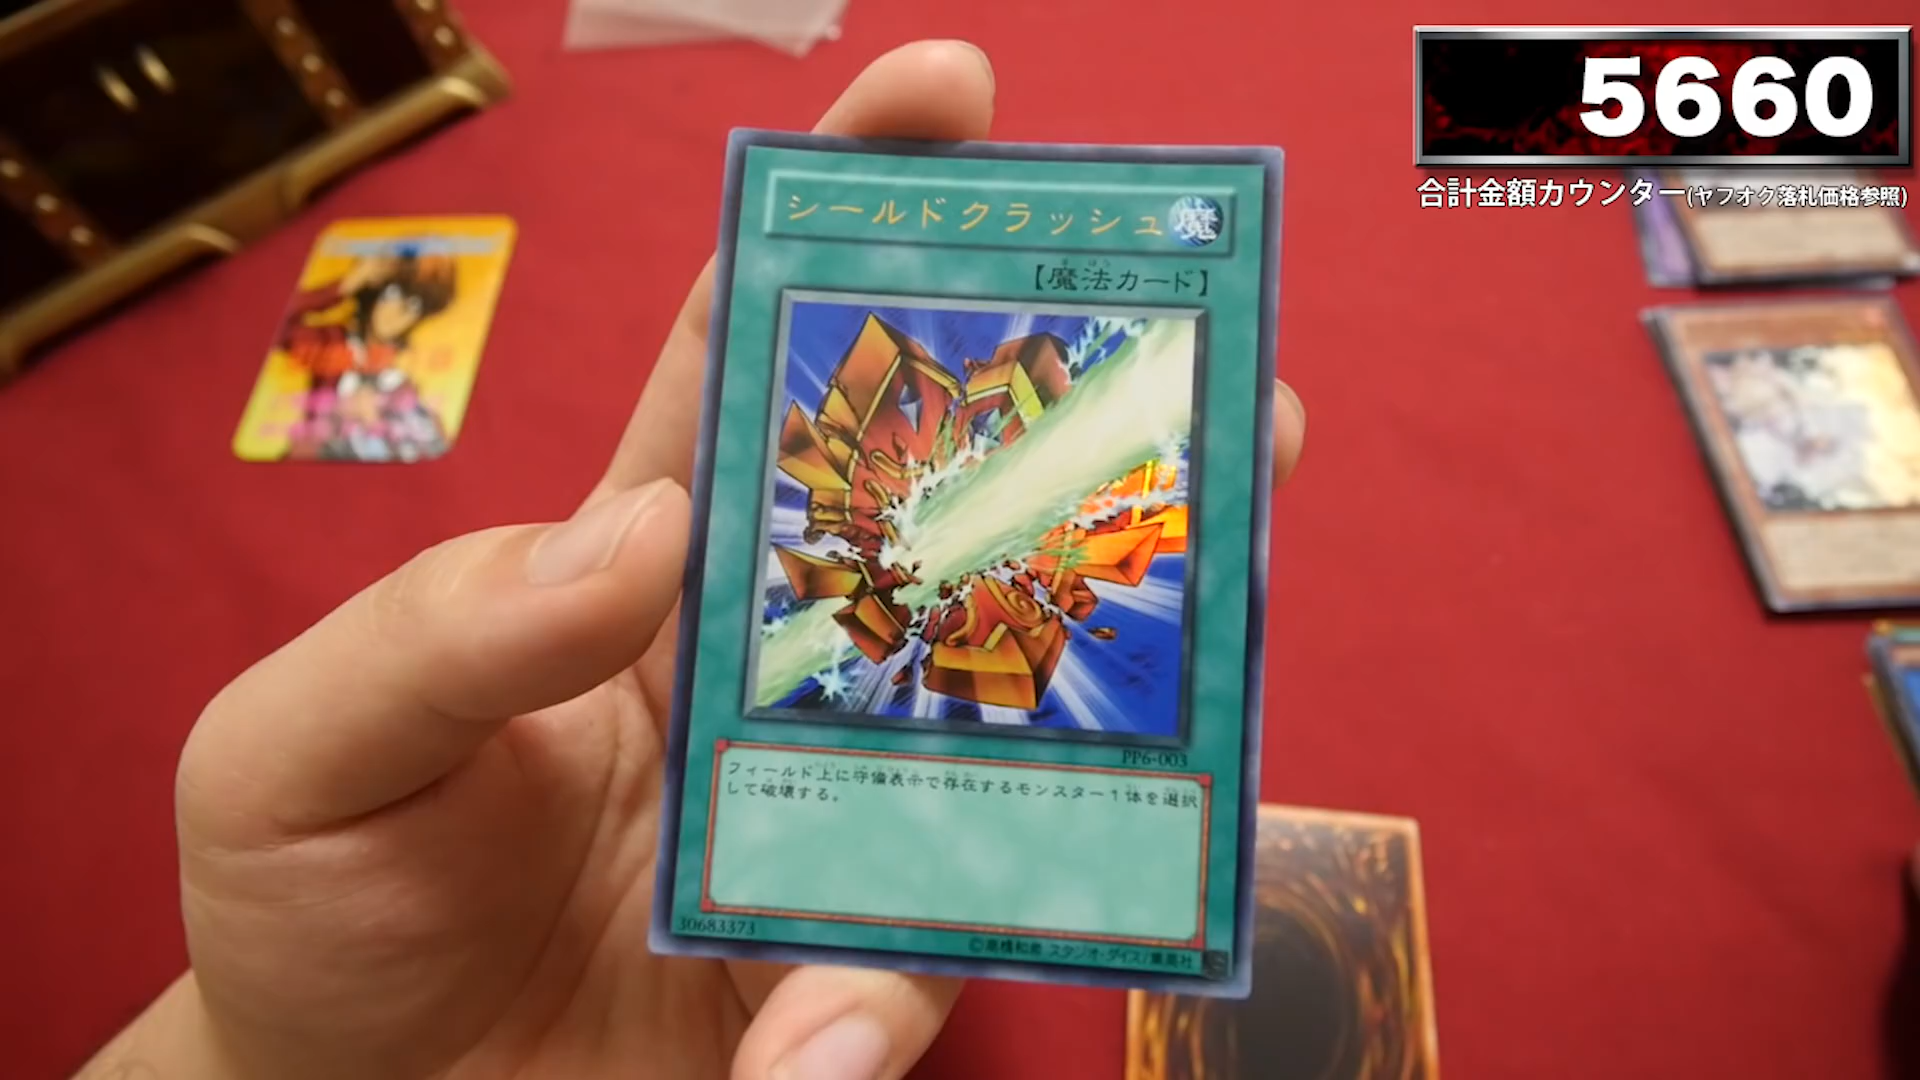 5660
合計金額カウンター(ヤフオク落札価格参照)
シールドクラッシュ魔
【魔法カード】
PP6-003
フィールド上に守備表示で存在するモンスター1体を選択
して破壊する。
30683373
©高橋和希 スタジオ・ダイス/集英社